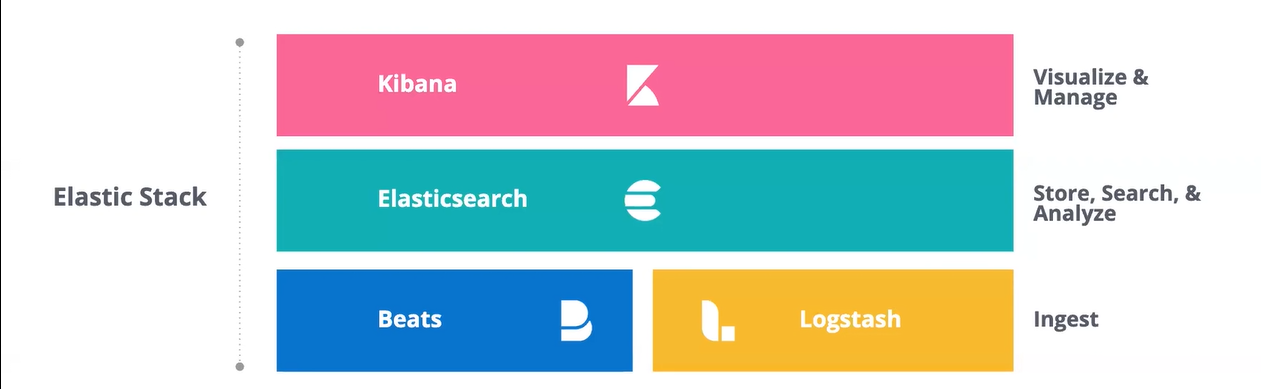 Kibana
Visualize &
Manage
Elastic Stack
Elasticsearch
Store, Search, &
Analyze
Beats
Logstash
Ingest